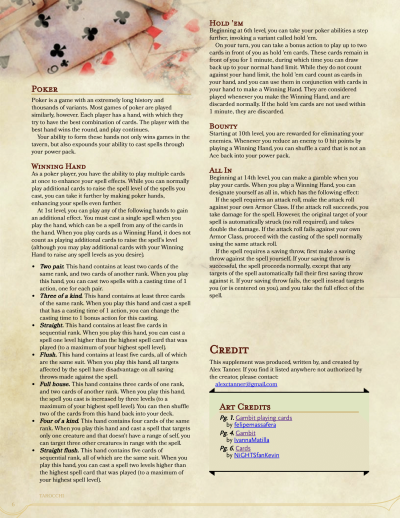 POKER
Poker is a game with an extremely long history and
thousands of variants. Most games of poker are played
similarly, however. Each player has a hand, with which they
try to have the best combination of cards. The player with the
best hand wins the round, and play continues.
Your ability to form these hands not only wins games in the
tavern, but also expounds your ability to cast spells through
your power pack.
WINNING HAND
As a poker player, you have the ability to play multiple cards
at once to enhance your spell effects. While you can normally
play additional cards to raise the spell level of the spells you
cast, you can take it further by making poker hands,
enhancing your spells even further.
At 1st level, you can play any of the following hands to gain
an additional effect. You must cast a single spell when you
play the hand, which can be a spell from any of the cards in
the hand. When you play cards as a Winning Hand, it does not
count as playing additional cards to raise the spell's level
(although you may play additional cards with your Winning
Hand to raise any spell levels as you desire).
• Two pair. This hand contains at least two cards of the
same rank, and two cards of another rank. When you play
this hand, you can cast two spells with a casting time of 1
action, one for each pair.
• Three of a kind. This hand contains at least three cards
of the same rank. When you play this hand and cast a spell
that has a casting time of 1 action, you can change the
casting time to 1 bonus action for this casting.
• Straight. This hand contains at least five cards in
sequential rank. When you play this hand, you can cast a
spell one level higher than the highest spell card that was
played (to a maximum of your highest spell level).
• Flush. This hand contains at least five cards, all of which
are the same suit. When you play this hand, all targets
affected by the spell have disadvantage on all saving
throws made against the spell.
• Full house. This hand contains three cards of one rank,
and two cards of another rank. When you play this hand,
the spell you cast is increased by three levels (to a
maximum of your highest spell level). You can then shuffle
two of the cards from this hand back into your deck.
• Four of a kind. This hand contains four cards of the same
rank. When you play this hand and cast a spell that targets
only one creature and that doesn't have a range of self, you
can target three other creatures in range with the spell.
• Straight flush. This hand contains five cards of
sequential rank, all of which are the same suit. When you
play this hand, you can cast a spell two levels higher than the
highest spell card that was played (to a maximum of your
highest spell level).
HOLD 'EM
Beginning at 6th level, you can take your poker abilities a step
further, invoking a variant called hold 'em.
On your turn, you can take a bonus action to play up to two
cards in front of you as hold 'em cards. These cards remain in
front of you for 1 minute, during which time you can draw
back up to your normal hand limit. While they do not count
against your hand limit, the hold 'em card count as cards in
your hand, and you can use them in conjunction with cards in
your hand to make a Winning Hand. They are considered
played whenever you make the Winning Hand, and are
discarded normally. If the hold 'em cards are not used within
1 minute, they are discarded.
BOUNTY
Starting at 10th level, you are rewarded for eliminating your
enemies. Whenever you reduce an enemy to 0 hit points by
playing a Winning Hand, you can shuffle a card that is not an
Ace back into your power pack.
ALL IN
Beginning at 14th level, you can make a gamble when you
play your cards. When you play a Winning Hand, you can
designate yourself as all in, which has the following effect:
If the spell requires an attack roll, make the attack roll
against your own Armor Class. If the attack roll succeeds, you
take damage for the spell. However, the original target of your
spell is automatically struck (no roll required), and takes
double the damage. If the attack roll fails against your own
Armor Class, proceed with the casting of the spell normally
using the same attack roll.
If the spell requires a saving throw, first make a saving
throw against the spell yourself. If your saving throw is
successful, the spell proceeds normally, except that any
targets of the spell automatically fail their first saving throw
against it. If your saving throw fails, the spell instead targets
you (or is centered on you), and you take the full effect of the
spell.
CREDIT
This supplement was produced, written by, and created by
Alex Tanner. If you find it listed anywhere not authorized by
the creator, please contact:
alexctanner@gmail.com
ART CREDITS
Pg. 1. Gambit playing cards
by felipemassafera
Pg. 4. Gambit
by IvannaMatilla
Pg. 6. Cards
by NIGHTSfanKevin